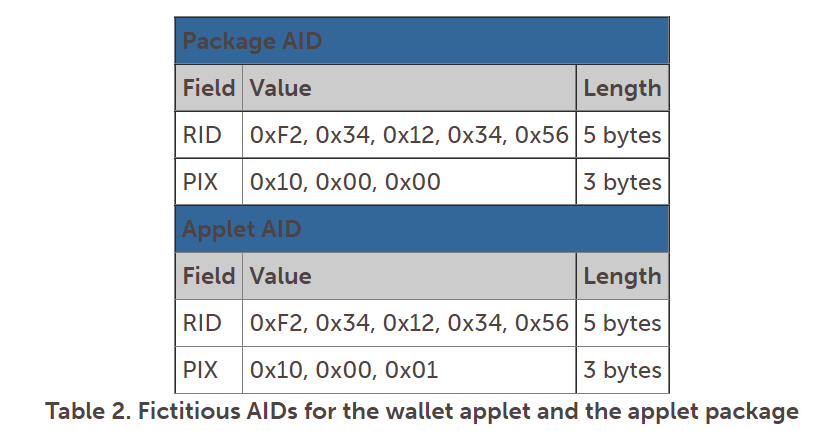 Package AID
Field Value Length
RID 0xF2, 0x34, 0x12, 0x34, 0x56 5 bytes
PIX 0x10, 0x00, 0x00 3 bytes
Applet AID
Field Value Length
RID 0xF2, 0x34, 0x12, 0x34, 0x56 5 bytes
PIX 0x10, 0x00, 0x01 3 bytes
Table 2. Fictitious AIDs for the wallet applet and the applet package